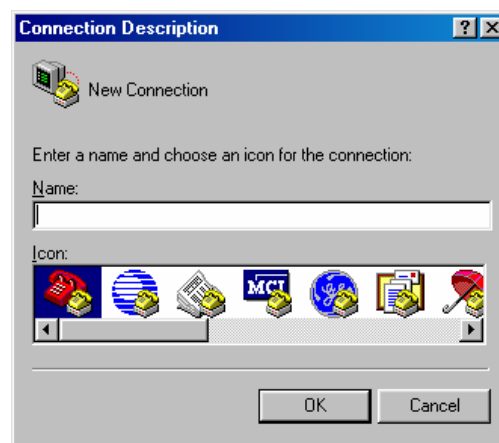 Connection Description
New Connection
Enter a name and choose an icon for the connection:
Name:
Icon:
MCI
OK
Cancel